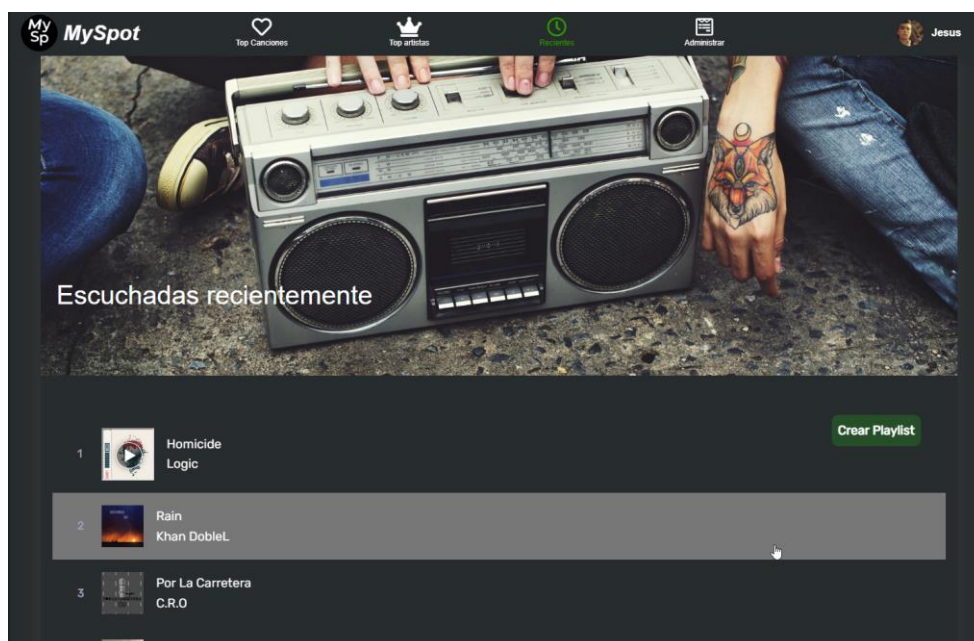 My
Sp
MySpot
Top Canciones
Top artistas
Recientes
Administrar
Jesus
Escuchadas recientemente
Crear Playlist
1
Homicide
Logic
2
Rain
Khan DobleL
3
Por La Carretera
C.R.O